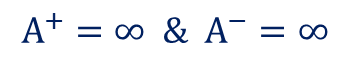 A⁺ = ∞ & A⁻ = ∞